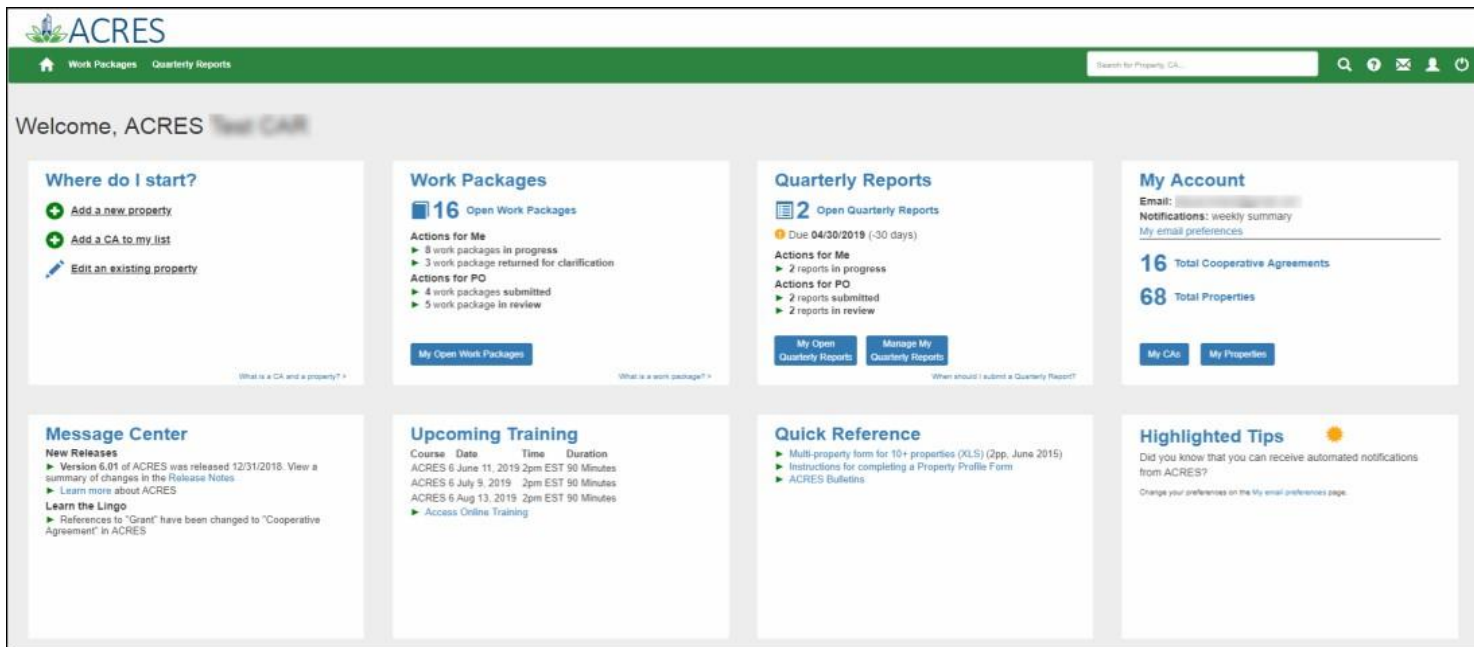 ACRES
Work Packages Quarterly Reports
Search for Property, CA...
Welcome, ACRES
Where do I start?
Add a new property
Add a CA to my list
Edit an existing property
What is a CA and a property? >
Work Packages
16 Open Work Packages
Actions for Me
8 work packages in progress
3 work package returned for clarification
Actions for PO
4 work packages submitted
5 work package in review
My Open Work Packages
What is a work package? >
Quarterly Reports
2 Open Quarterly Reports
Due 04/30/2019 (-30 days)
Actions for Me
2 reports in progress
Actions for PO
2 reports submitted
2 reports in review
My Open
Quarterly Reports
Manage My
Quarterly Reports
When should I submit a Quarterly Report?
My Account
Email:
Notifications: weekly summary
My email preferences
16 Total Cooperative Agreements
68 Total Properties
My CAs
My Properties
Message Center
New Releases
Version 6.01 of ACRES was released 12/31/2018. View a
summary of changes in the Release Notes
Learn more about ACRES
Learn the Lingo
References to "Grant" have been changed to "Cooperative
Agreement" in ACRES
Upcoming Training
Course Date Time Duration
ACRES 6 June 11, 2019 2pm EST 90 Minutes
ACRES 6 July 9, 2019 2pm EST 90 Minutes
ACRES 6 Aug 13, 2019 2pm EST 90 Minutes
Access Online Training
Quick Reference
Multi-property form for 10+ properties (XLS) (2pp, June 2015)
Instructions for completing a Property Profile Form
ACRES Bulletins
Highlighted Tips
Did you know that you can receive automated notifications
from ACRES?
Change your preferences on the My email preferences page.